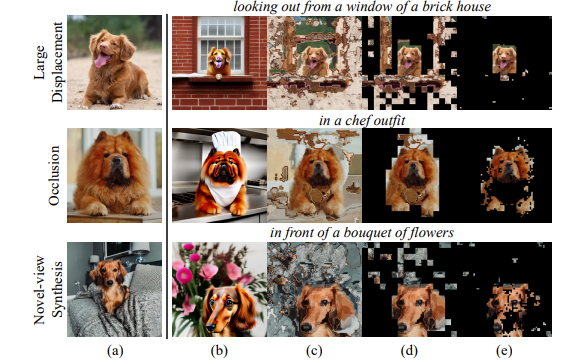 looking out from a window of a brick house
Large
Displacement
in a chef outfit
Occlusion
in front of a bouquet of flowers
Novel-view
Synthesis
(a) (b) (c) (d) (e)